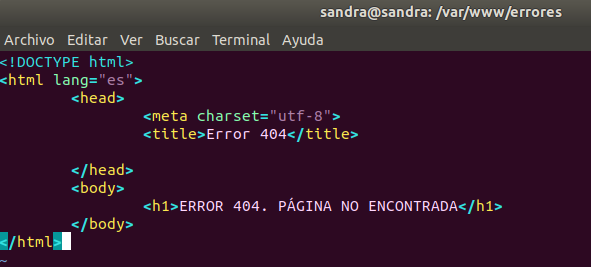 sandra@sandra: /var/www/errores
Archivo Editar Ver Buscar Terminal Ayuda
<!DOCTYPE html>
<html lang="es">
<head>
<meta charset="utf-8">
<title>Error 404</title>
</head>
<body>
<h1>ERROR 404. PÁGINA NO ENCONTRADA</h1>
</body>
</html>
~